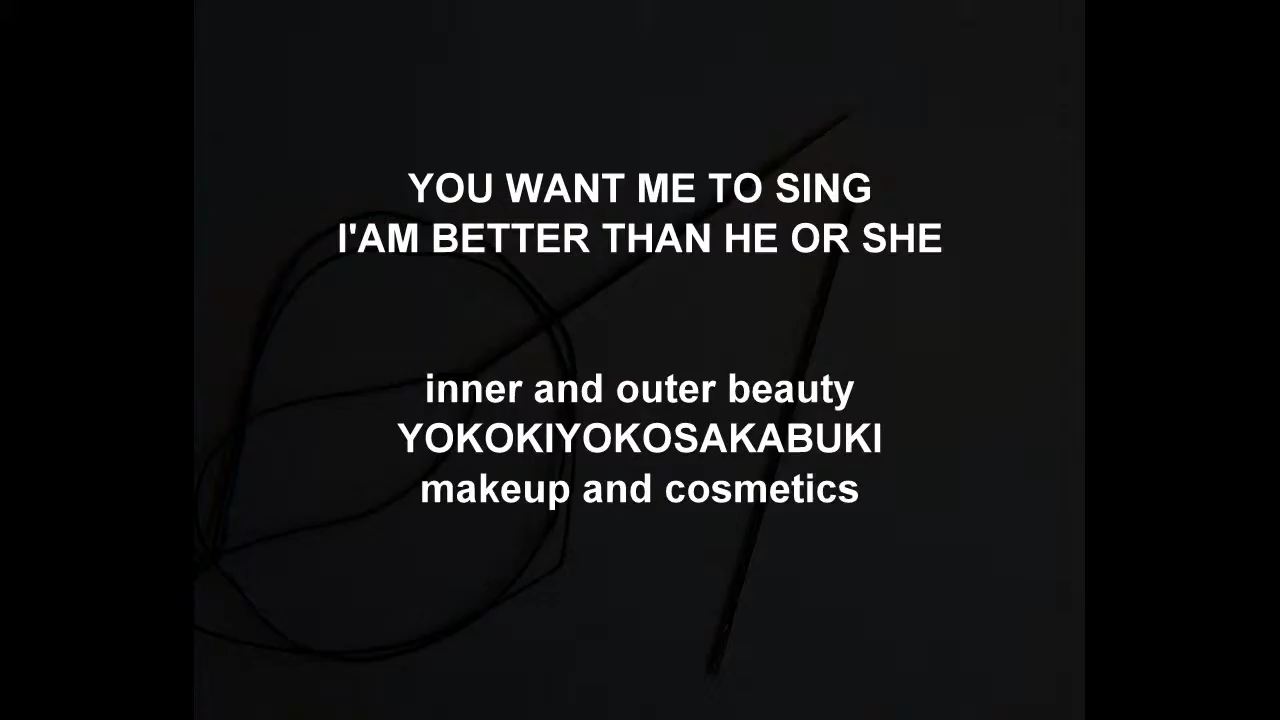 YOU WANT ME TO SING
I'AM BETTER THAN HE OR SHE
inner and outer beauty
YOKOKIYOKOSAKABUKI
makeup and cosmetics